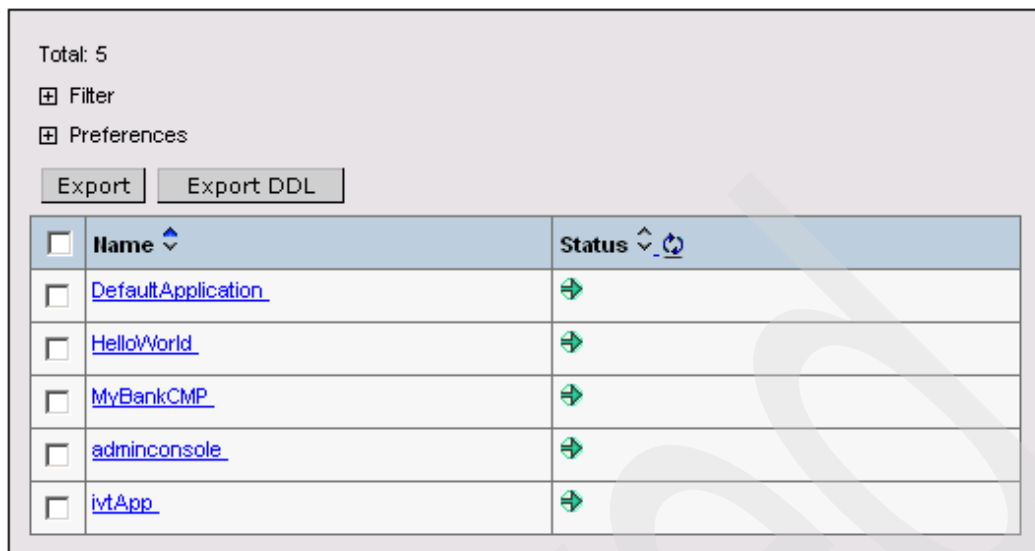 Total: 5
Filter
Preferences
Export Export DDL
Name Status
DefaultApplication
HelloWorld
MyBankCMP
adminconsole
ivtApp